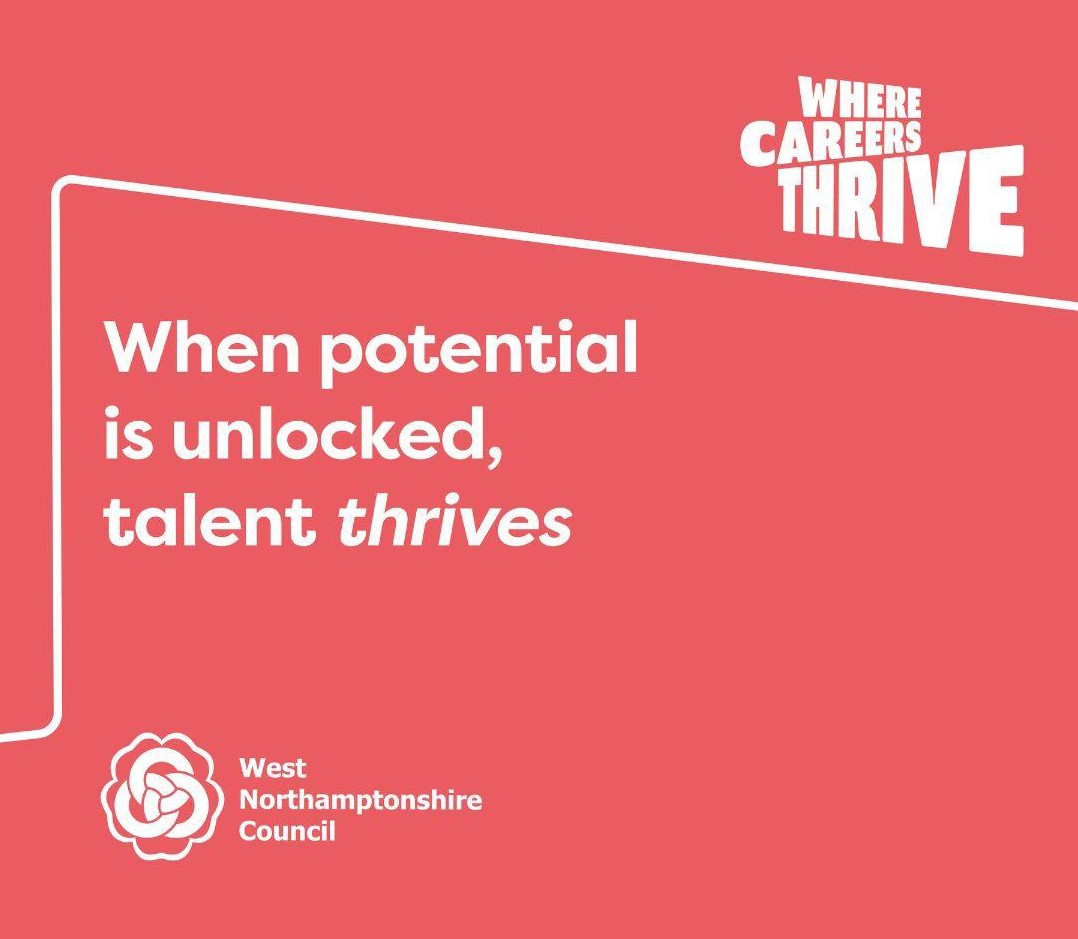 WHERE
CAREERS
THRIVE
When potential
is unlocked,
talent thrives
West
Northamptonshire
Council